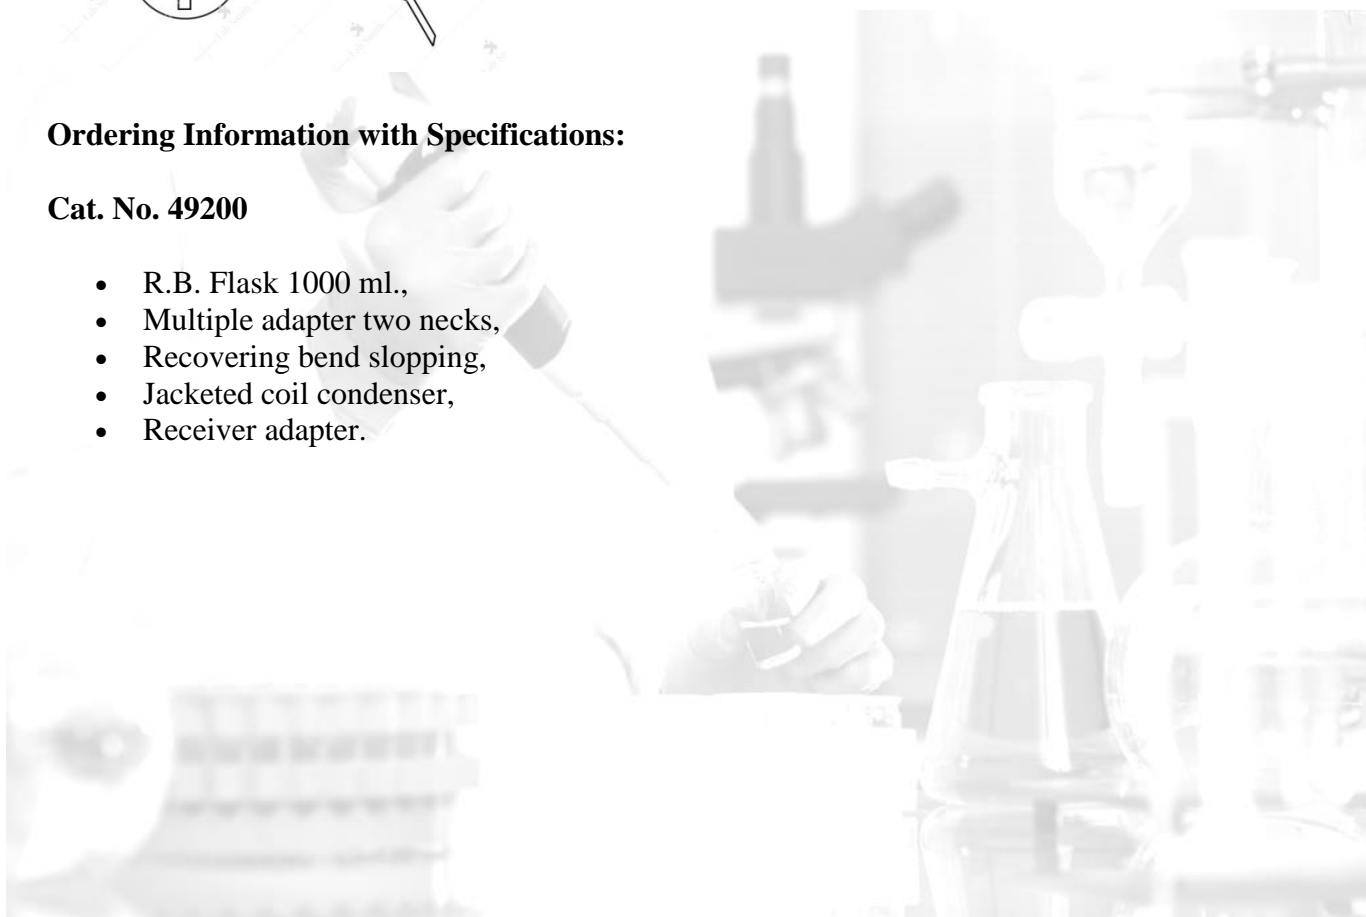 Ordering Information with Specifications:
Cat. No. 49200
• R.B. Flask 1000 ml.,
• Multiple adapter two necks,
• Recovering bend slopping,
• Jacketed coil condenser,
• Receiver adapter.